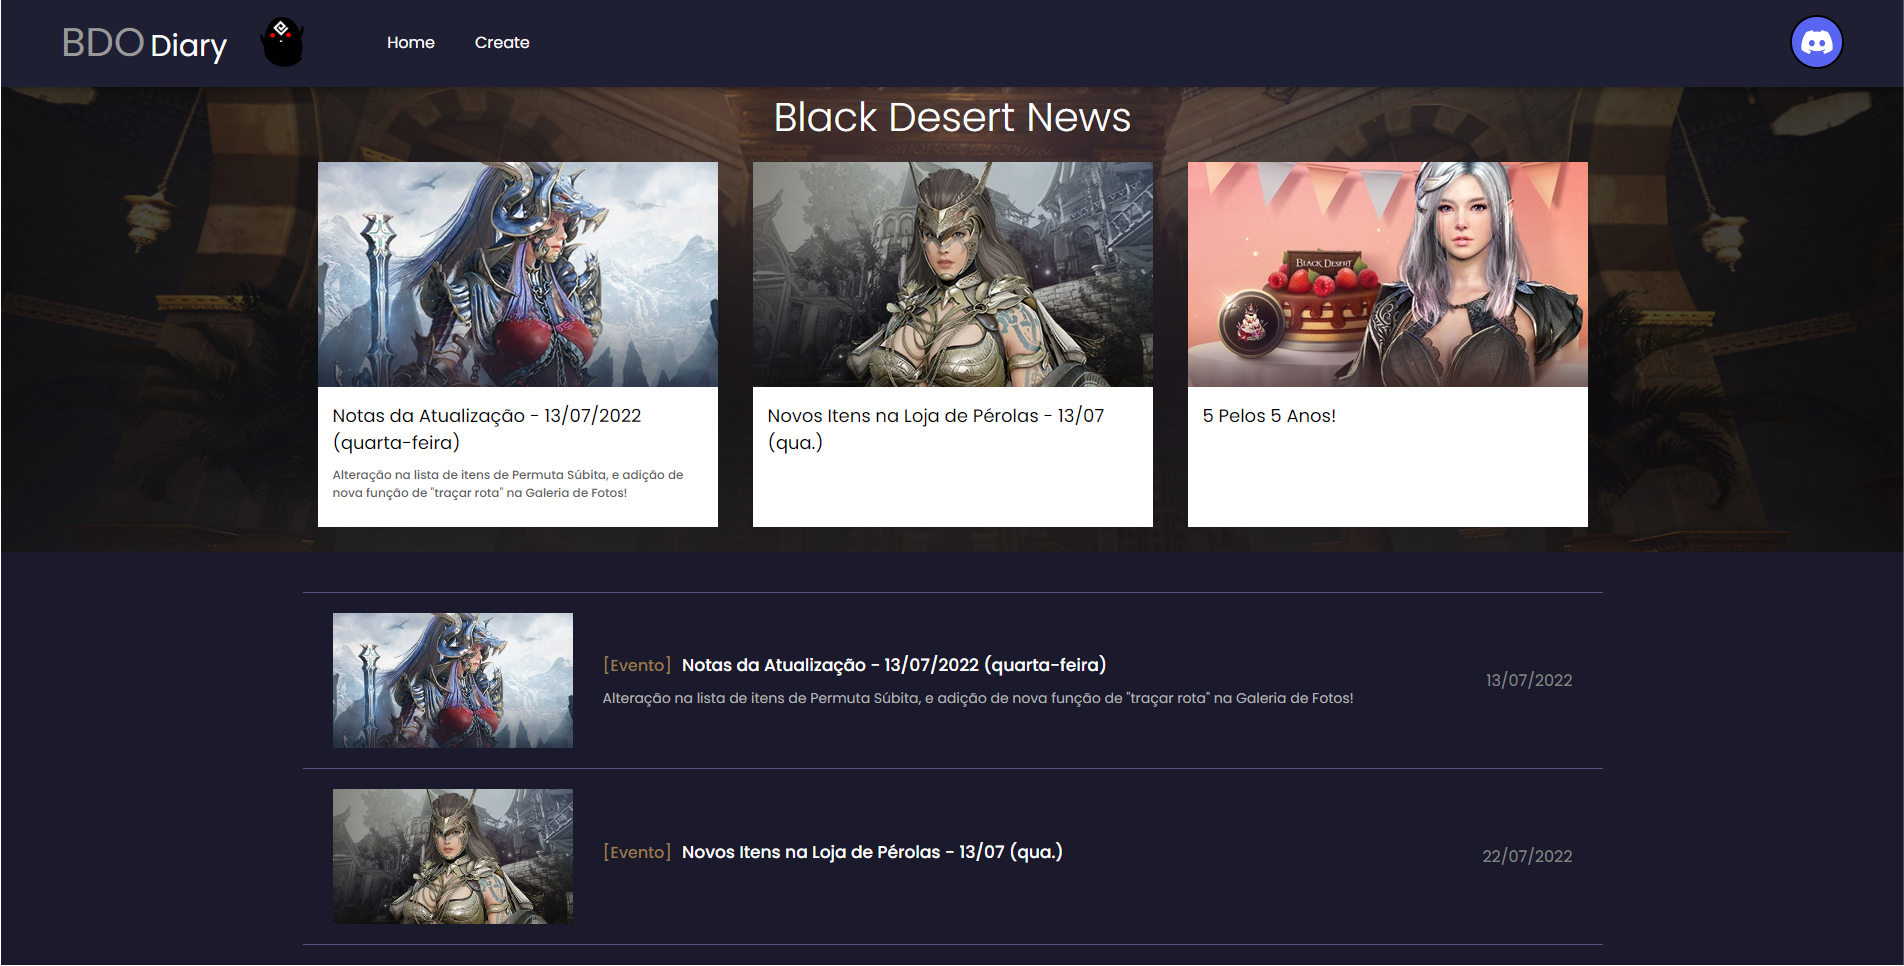 BDO Diary
Home
Create
Black Desert News
BLACK DESERT
Notas da Atualização - 13/07/2022
(quarta-feira)
Alteração na lista de itens de Permuta Súbita, e adição de
nova função de "traçar rota" na Galeria de Fotos!
Novos Itens na Loja de Pérolas - 13/07
(qua.)
5 Pelos 5 Anos!
[Evento] Notas da Atualização - 13/07/2022 (quarta-feira)
Alteração na lista de itens de Permuta Súbita, e adição de nova função de "traçar rota" na Galeria de Fotos!
13/07/2022
[Evento] Novos Itens na Loja de Pérolas - 13/07 (qua.)
22/07/2022